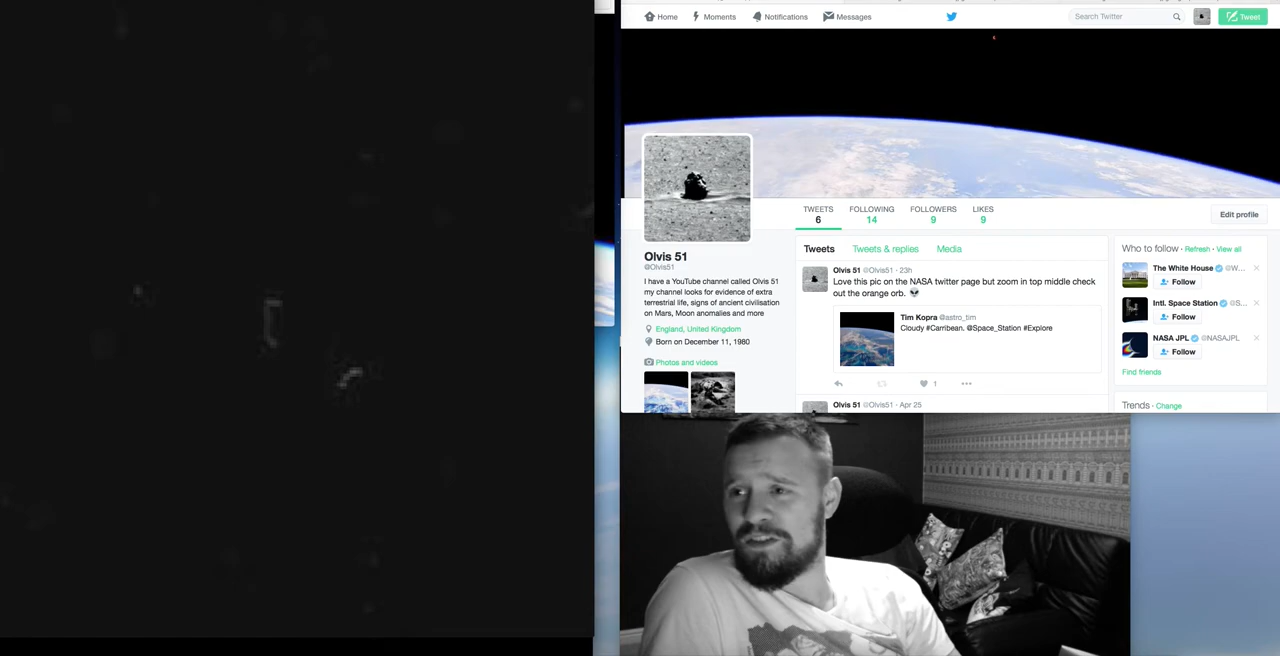 Home
Moments
Notifications
Messages
Search Twitter
Tweet
TWEETS
6
FOLLOWING
14
FOLLOWERS
9
LIKES
9
Edit profile
Olvis 51
@Olvis51
I have a YouTube channel called Olvis 51
my channel looks for evidence of extra
terrestrial life, signs of ancient civilisation
on Mars, Moon anomalies and more
England, United Kingdom
Born on December 11, 1980
Photos and videos
Tweets
Tweets & replies
Media
Olvis 51 @Olvis51 · 23h
Love this pic on the NASA twitter page but zoom in top middle check
out the orange orb. 👽
Tim Kopra @astro_tim
Cloudy #Carribean. @Space_Station #Explore
1
Olvis 51 @Olvis51 · Apr 25
Who to follow · Refresh · View all
The White House @W...
Follow
Intl. Space Station @S...
Follow
NASA JPL @NASAJPL
Follow
Find friends
Trends · Change